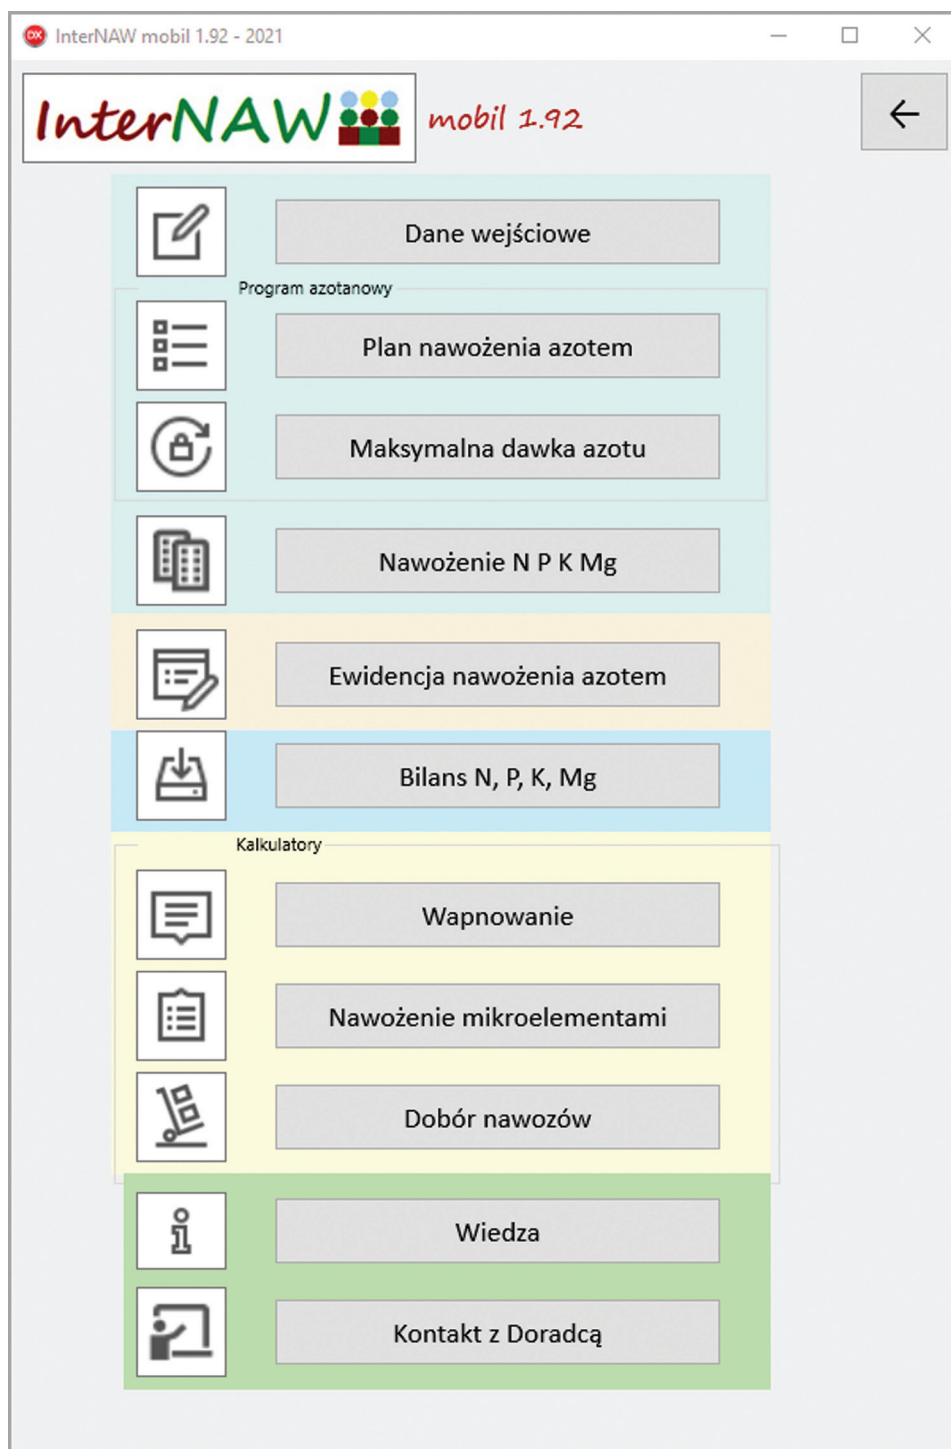 InterNAW mobil 1.92 - 2021
InterNAW mobil 1.92
Dane wejściowe
Program azotanowy
Plan nawożenia azotem
Maksymalna dawka azotu
Nawożenie N P K Mg
Ewidencja nawożenia azotem
Bilans N, P, K, Mg
Kalkulatory
Wapnowanie
Nawożenie mikroelementami
Dobór nawozów
Wiedza
Kontakt z Doradcą